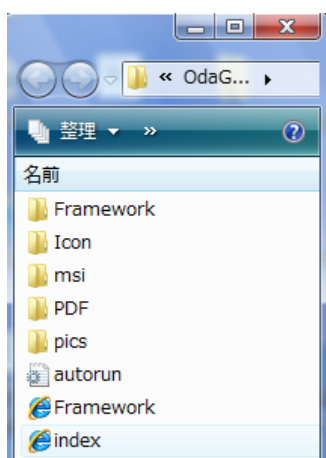 « OdaG...
整理 »
名前
Framework
Icon
msi
PDF
pics
autorun
Framework
index